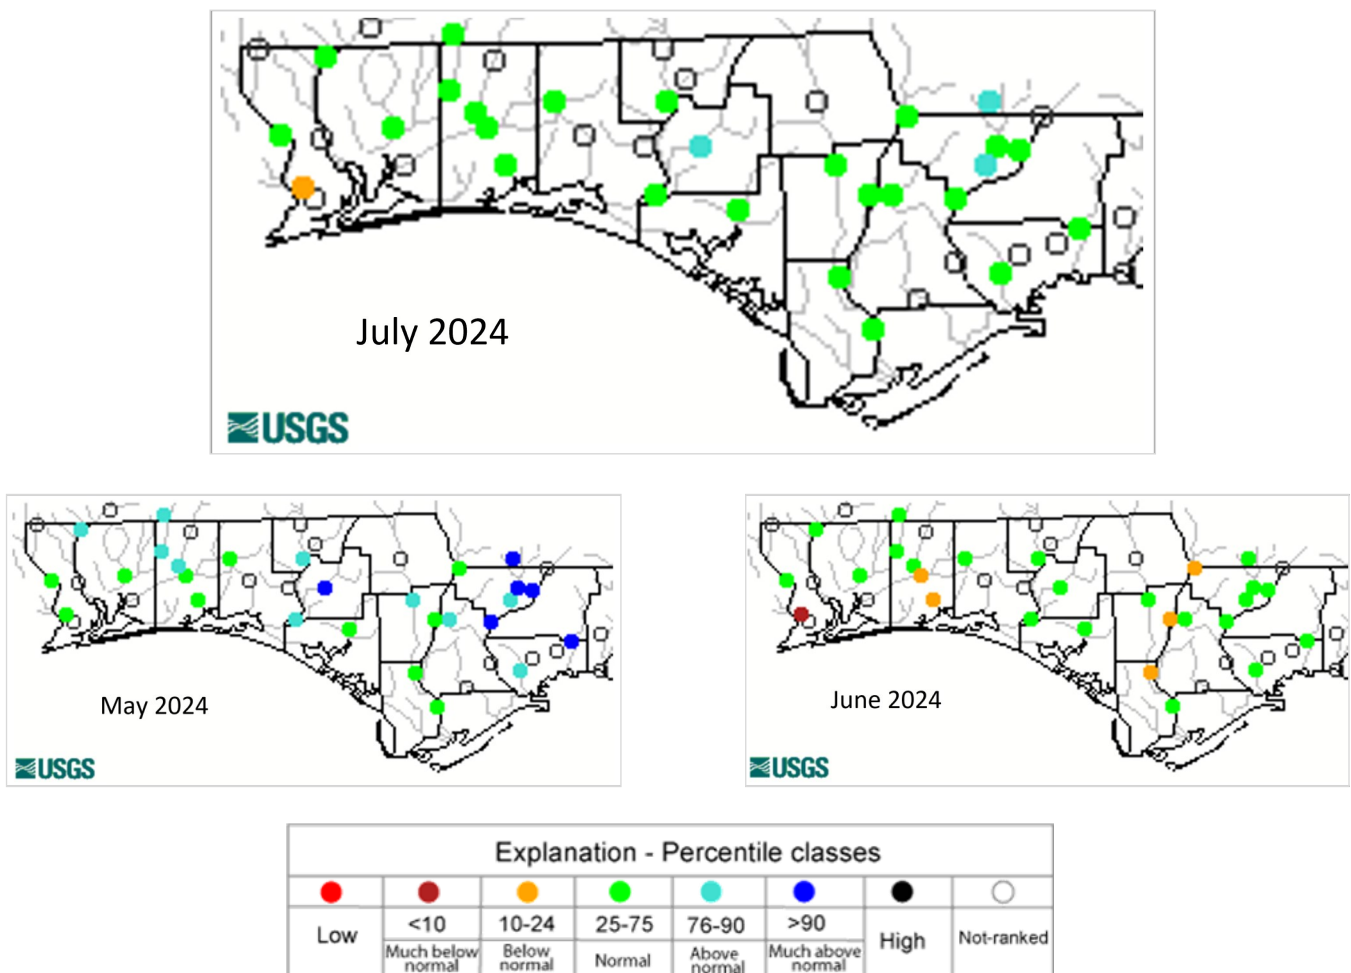 July 2024
USGS
May 2024
USGS
June 2024
USGS
Explanation - Percentile classes
Low
<10
10-24
25-75
76-90
>90
High
Not-ranked
Much below
normal
Below
normal
Normal
Above
normal
Much above
normal